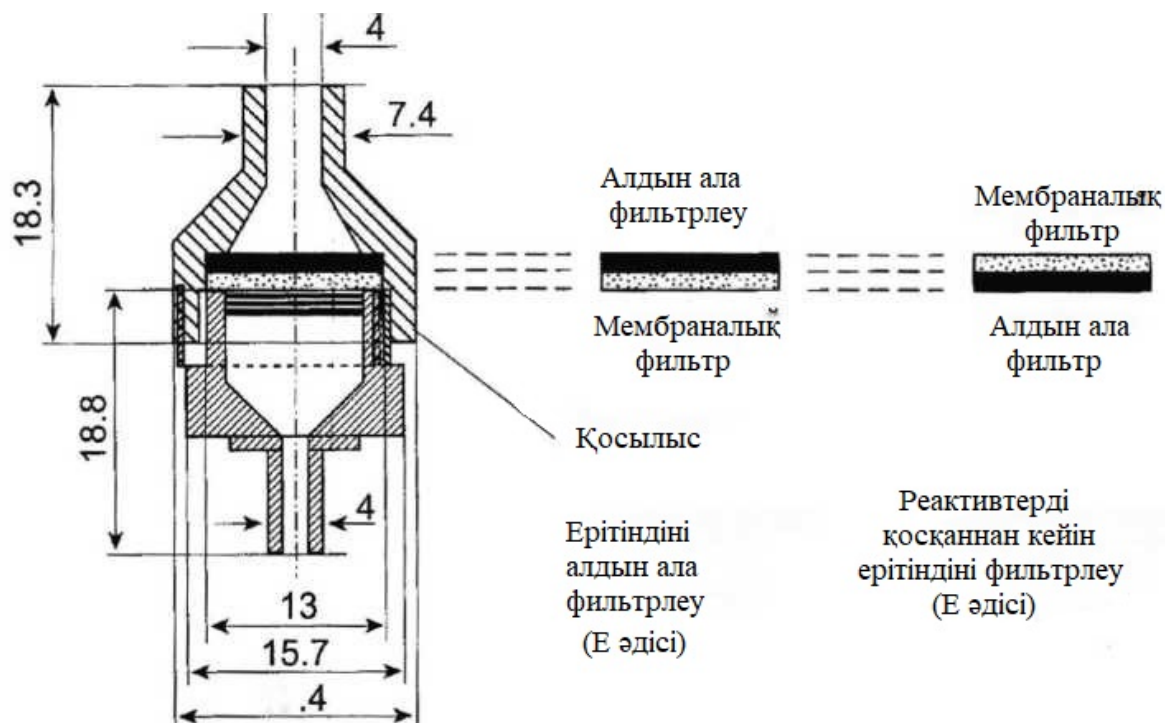 4
7.4
18.3
18.8
4
13
15.7
.4
Алдын ала
фильтрлеу
Мембраналық
фильтр
Мембраналық
фильтр
Алдын ала
фильтр
Қосылыс
Ерітіндіні
алдын ала
фильтрлеу
(Е әдісі)
Реактивтерді
қосқаннан кейін
ерітіндіні фильтрлеу
(Е әдісі)